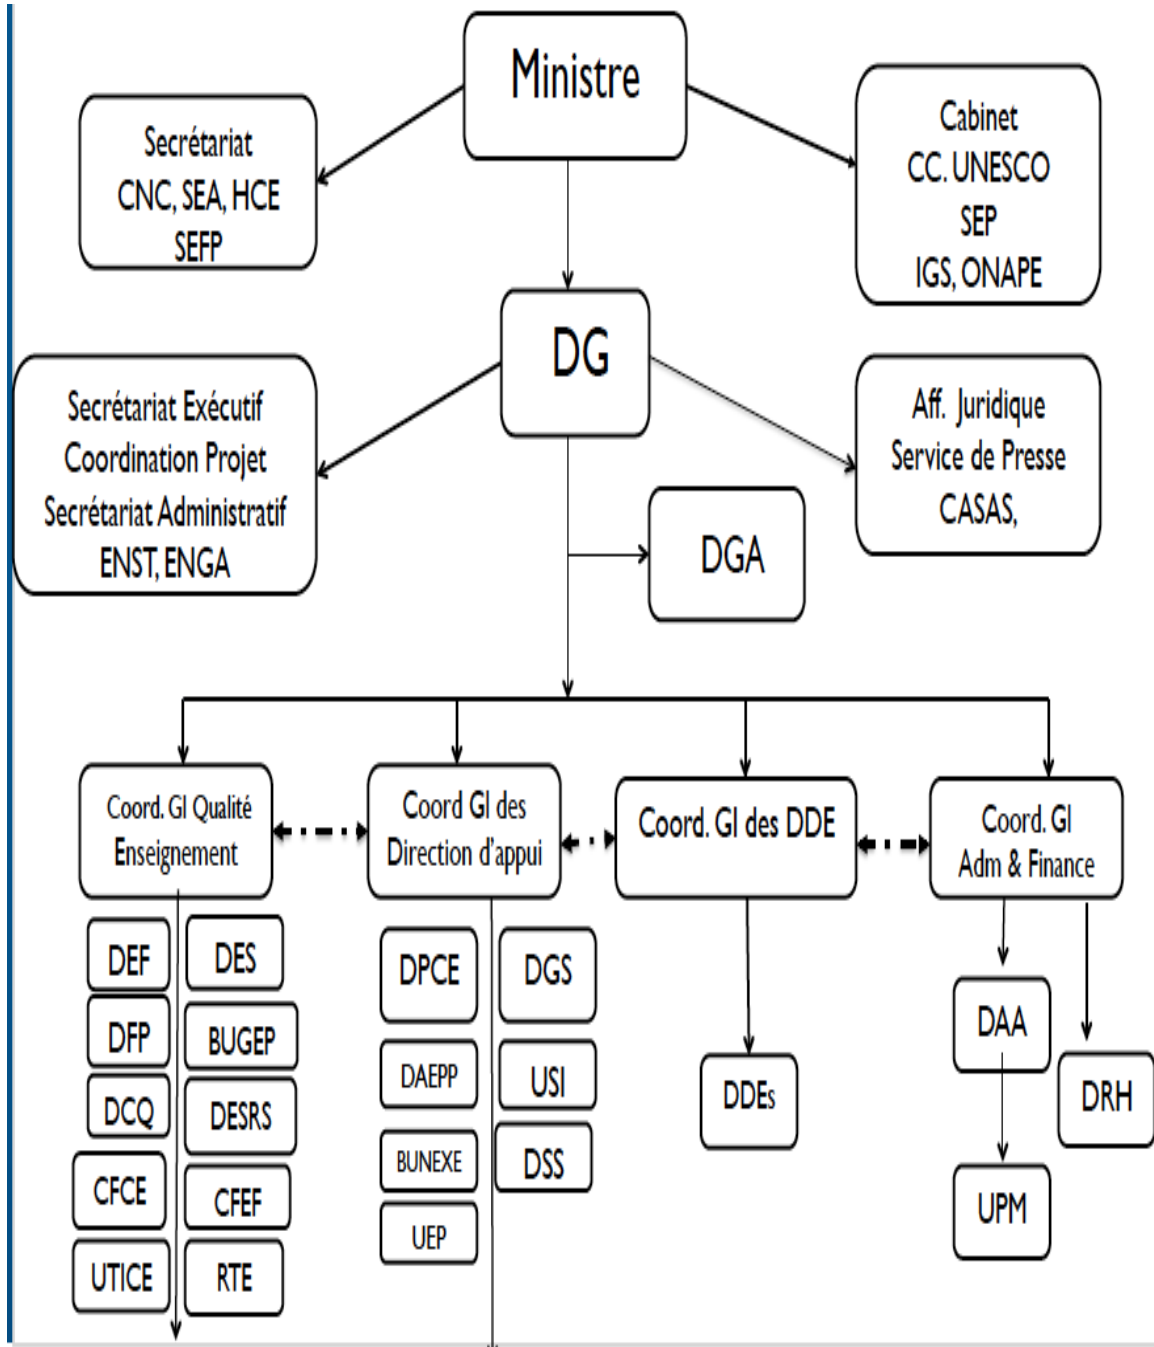 Ministre
Secrétariat
CNC, SEA, HCE
SEFP
Cabinet
CC. UNESCO
SEP
IGS, ONAPE
DG
Secrétariat Exécutif
Coordination Projet
Secrétariat Administratif
ENST, ENGA
Aff. Juridique
Service de Presse
CASAS,
DGA
Coord. Gl Qualité
Enseignement
Coord Gl des
Direction d'appui
Coord. Gl des DDE
Coord. Gl
Adm & Finance
DEF
DES
DFP
BUGEP
DCQ
DESRS
CFCE
CFEF
UTICE
RTE
DPCE
DGS
DAEPP
USI
BUNEXE
DSS
UEP
DDEs
DAA
DRH
UPM